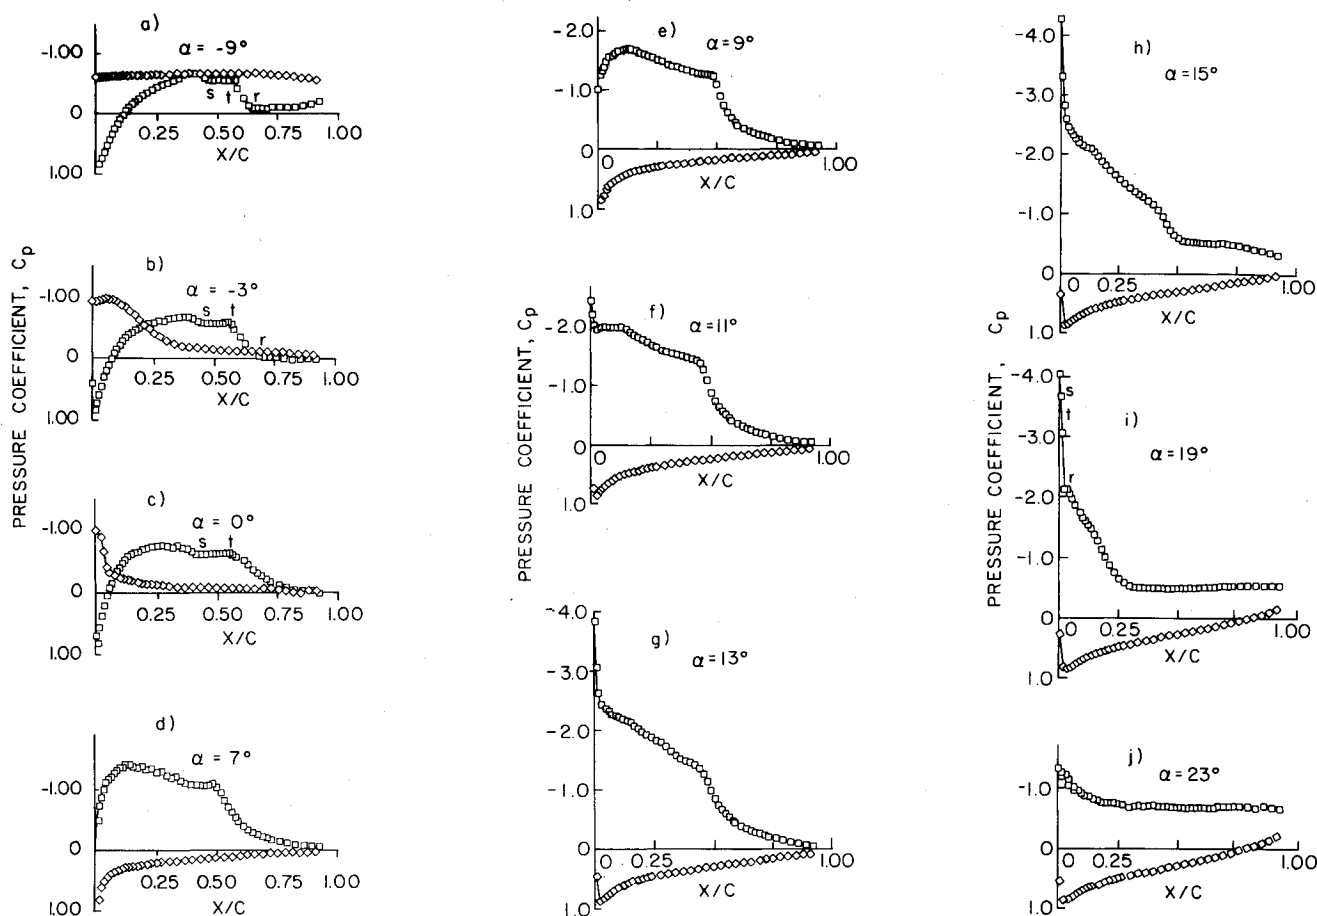 a)
α = -9°
-1.00
0
1.00
s t r
0.25 0.50 0.75 1.00
X/C
b)
α = -3°
-1.00
0
1.00
s t
r
0.25 0.50 0.75 1.00
X/C
c)
α = 0°
-1.00
0
1.00
s t
0.25 0.50 0.75 1.00
X/C
d)
α = 7°
-1.00
0
1.00
0.25 0.50 0.75 1.00
X/C
PRESSURE COEFFICIENT, Cp
e)
α = 9°
-2.0
-1.0
0
1.0
0 1.00
X/C
f)
α = 11°
-2.0
-1.0
0
1.0
0 1.00
X/C
g)
α = 13°
-4.0
-3.0
-2.0
-1.0
0
1.0
0 0.25 1.00
X/C
PRESSURE COEFFICIENT, Cp
h)
α = 15°
-4.0
-3.0
-2.0
-1.0
0
1.0
0 0.25 1.00
X/C
i)
α = 19°
-4.0
-3.0
-2.0
-1.0
0
1.0
s
t
r
0 0.25 1.00
X/C
j)
α = 23°
-1.0
0
1.0
0 0.25 1.00
X/C
PRESSURE COEFFICIENT, Cp